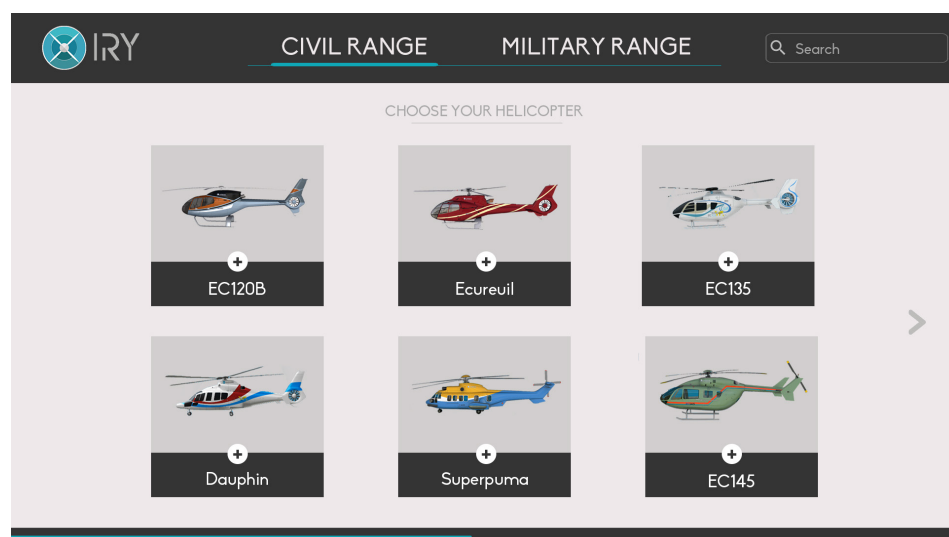 IRY
CIVIL RANGE
MILITARY RANGE
Search
CHOOSE YOUR HELICOPTER
EC120B
Ecureuil
EC135
Dauphin
Superpuma
EC145